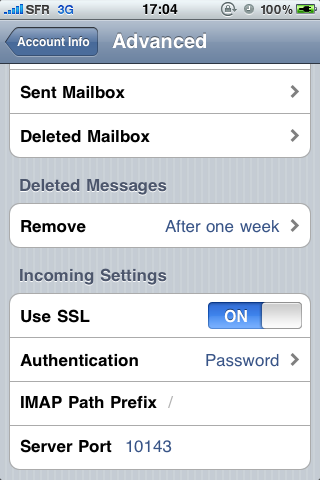 SFR 3G 17:04 100%
Account Info Advanced
Sent Mailbox
Deleted Mailbox
Deleted Messages
Remove After one week
Incoming Settings
Use SSL ON
Authentication Password
IMAP Path Prefix /
Server Port 10143